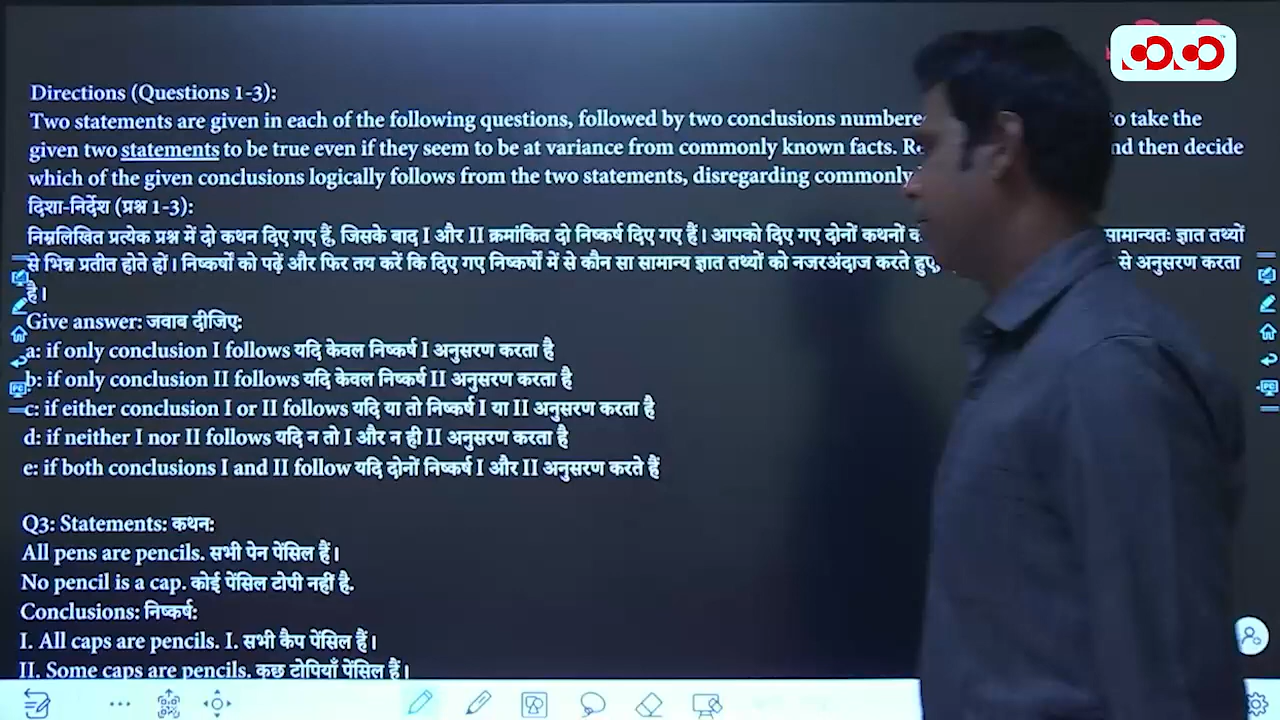 Directions (Questions 1-3):
Two statements are given in each of the following questions, followed by two conclusions numbered to take the
given two statements to be true even if they seem to be at variance from commonly known facts. and then decide
which of the given conclusions logically follows from the two statements, disregarding commonly
दिशा-निर्देश (प्रश्न 1-3):
निम्नलिखित प्रत्येक प्रश्न में दो कथन दिए गए हैं, जिसके बाद I और II क्रमांकित दो निष्कर्ष दिए गए हैं। आपको दिए गए दोनों कथनों सामान्यतः ज्ञात तथ्यों
से भिन्न प्रतीत होते हों। निष्कर्षों को पढ़ें और फिर तय करें कि दिए गए निष्कर्षों में से कौन सा सामान्य ज्ञात तथ्यों को नजरअंदाज करते हुए, से अनुसरण करता
है।
Give answer: जवाब दीजिए:
a: if only conclusion I follows यदि केवल निष्कर्ष I अनुसरण करता है
b: if only conclusion II follows यदि केवल निष्कर्ष II अनुसरण करता है
c: if either conclusion I or II follows यदि या तो निष्कर्ष I या II अनुसरण करता है
d: if neither I nor II follows यदि न तो I और न ही II अनुसरण करता है
e: if both conclusions I and II follow यदि दोनों निष्कर्ष I और II अनुसरण करते हैं
Q3: Statements: कथन:
All pens are pencils. सभी पेन पेंसिल हैं।
No pencil is a cap. कोई पेंसिल टोपी नहीं है.
Conclusions: निष्कर्ष:
I. All caps are pencils. I. सभी कैप पेंसिल हैं।
II. Some caps are pencils. कुछ टोपियाँ पेंसिल हैं।